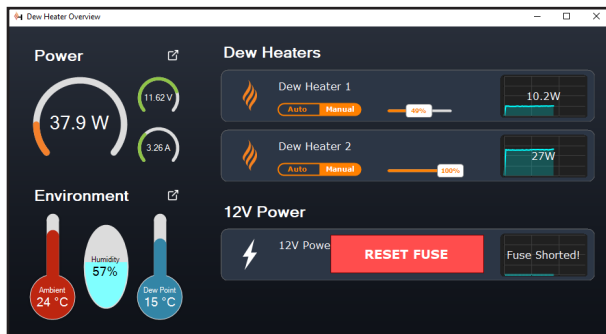 Dew Heater Overview
Power
11.62 V
37.9 W
3.26 A
Environment
Ambient
24 °C
Humidity
57%
Dew Point
15 °C
Dew Heaters
Dew Heater 1
Auto Manual
49%
10.2W
Dew Heater 2
Auto Manual
100%
27W
12V Power
12V Powe
RESET FUSE
Fuse Shorted!